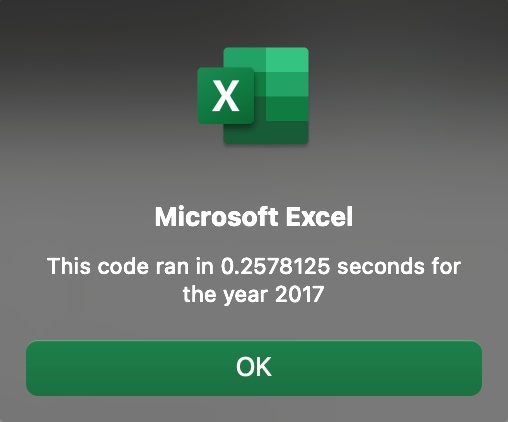 X
Microsoft Excel
This code ran in 0.2578125 seconds for
the year 2017
OK